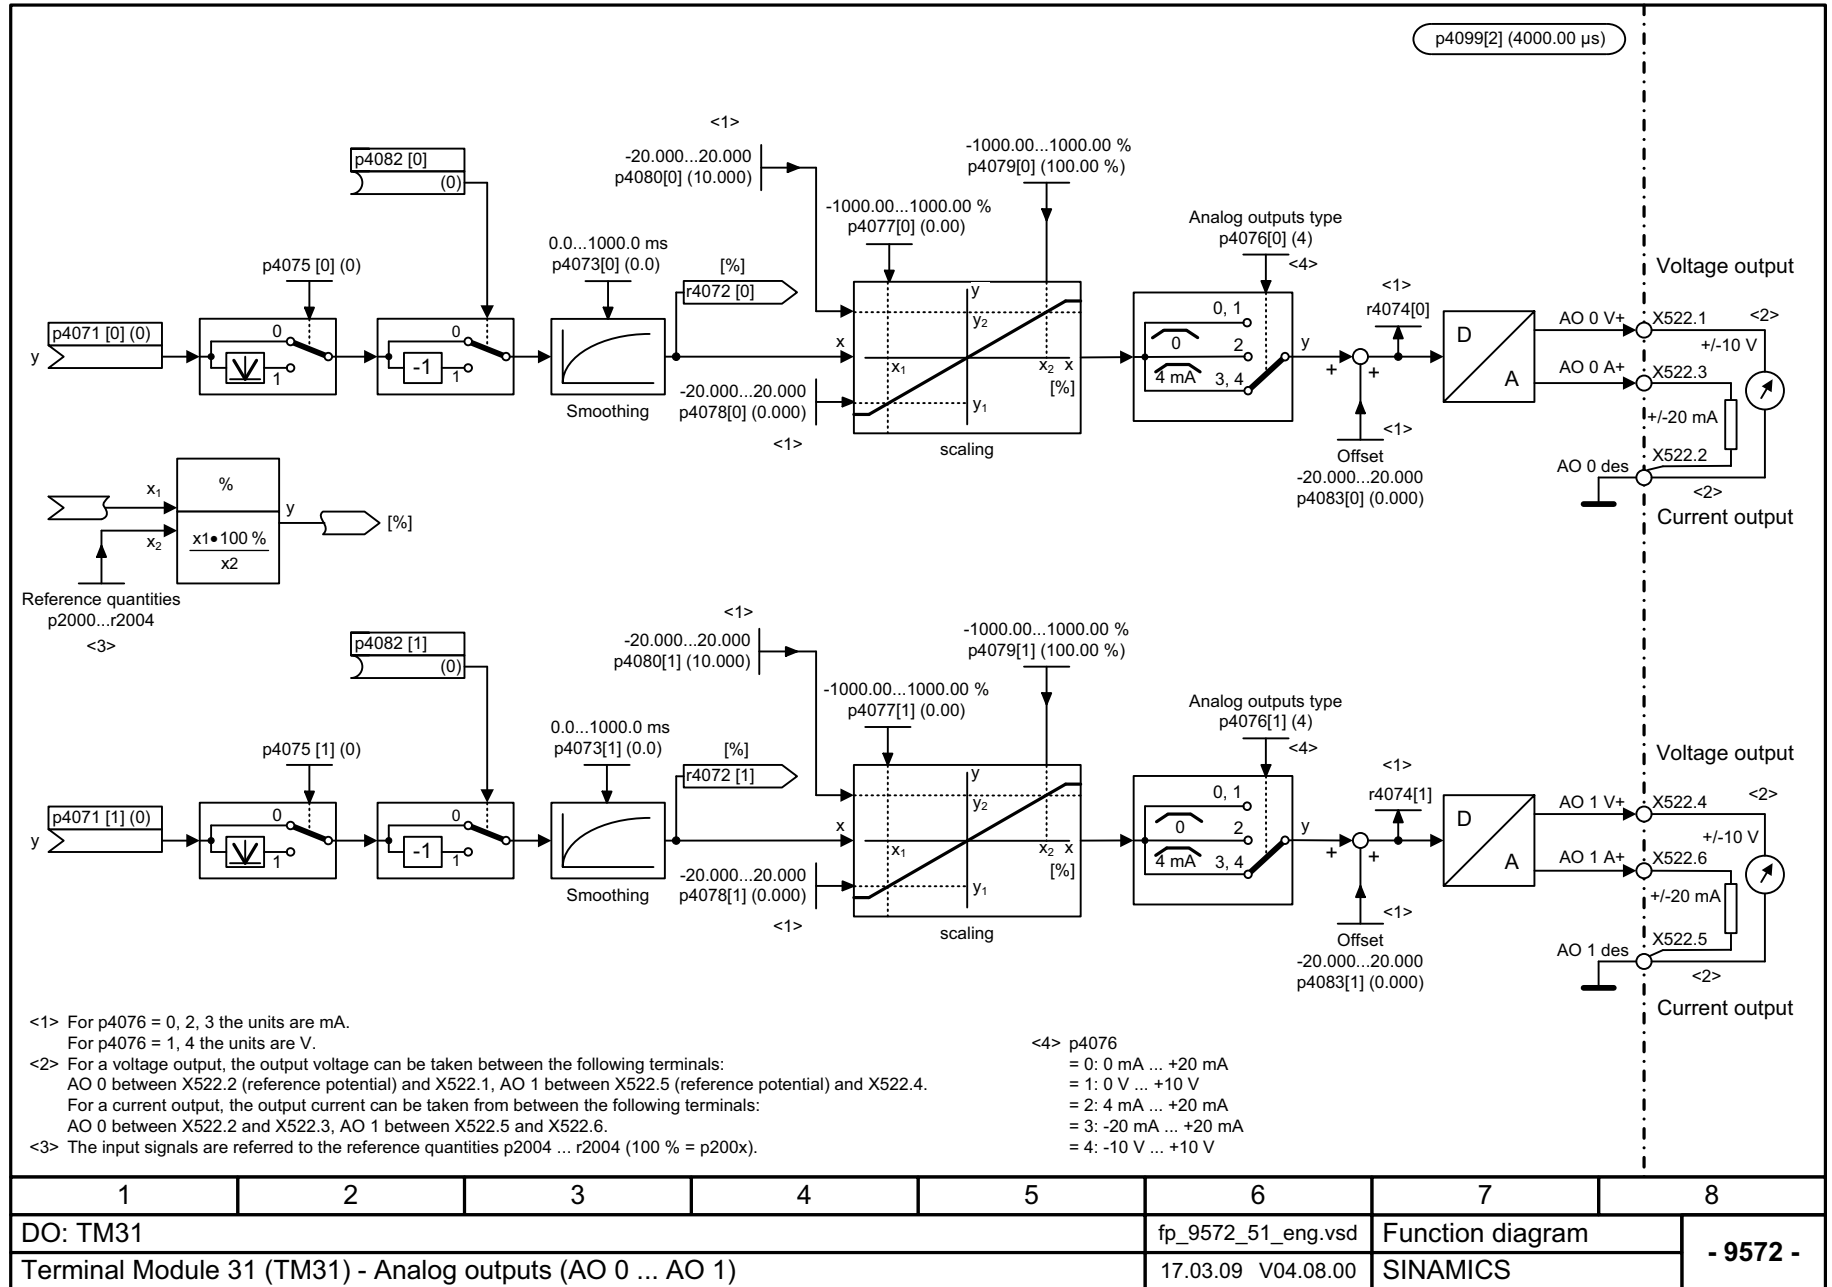 p4099[2] (4000.00 µs)
<1>
-20.000...20.000
p4080[0] (10.000)
-1000.00...1000.00 %
p4079[0] (100.00 %)
p4082 [0]
(0)
-1000.00...1000.00 %
p4077[0] (0.00)
Analog outputs type
p4076[0] (4)
<4>
0.0...1000.0 ms
p4073[0] (0.0)
p4075 [0] (0)
[%]
r4072 [0]
Voltage output
<1>
r4074[0]
y
y2
0, 1
p4071 [0] (0)
y
0
1
0
-1
1
x
x1
x2 x
[%]
y1
0
2
4 mA
3, 4
y
+
+
D
A
AO 0 V+
X522.1
<2>
+/-10 V
AO 0 A+
X522.3
+/-20 mA
Smoothing
-20.000...20.000
p4078[0] (0.000)
<1>
scaling
<1>
Offset
-20.000...20.000
p4083[0] (0.000)
AO 0 des
X522.2
<2>
Current output
x1
x2
%
x1•100 %
x2
y
[%]
Reference quantities
p2000...r2004
<3>
<1>
-20.000...20.000
p4080[1] (10.000)
-1000.00...1000.00 %
p4079[1] (100.00 %)
p4082 [1]
(0)
-1000.00...1000.00 %
p4077[1] (0.00)
Analog outputs type
p4076[1] (4)
<4>
0.0...1000.0 ms
p4073[1] (0.0)
p4075 [1] (0)
[%]
r4072 [1]
Voltage output
<1>
r4074[1]
y
y2
0, 1
p4071 [1] (0)
y
0
1
0
-1
1
x
x1
x2 x
[%]
y1
0
2
4 mA
3, 4
y
+
+
D
A
AO 1 V+
X522.4
<2>
+/-10 V
AO 1 A+
X522.6
+/-20 mA
Smoothing
-20.000...20.000
p4078[1] (0.000)
<1>
scaling
<1>
Offset
-20.000...20.000
p4083[1] (0.000)
AO 1 des
X522.5
<2>
Current output
<1> For p4076 = 0, 2, 3 the units are mA.
For p4076 = 1, 4 the units are V.
<2> For a voltage output, the output voltage can be taken between the following terminals:
AO 0 between X522.2 (reference potential) and X522.1, AO 1 between X522.5 (reference potential) and X522.4.
For a current output, the output current can be taken from between the following terminals:
AO 0 between X522.2 and X522.3, AO 1 between X522.5 and X522.6.
<3> The input signals are referred to the reference quantities p2004 ... r2004 (100 % = p200x).
<4> p4076
= 0: 0 mA ... +20 mA
= 1: 0 V ... +10 V
= 2: 4 mA ... +20 mA
= 3: -20 mA ... +20 mA
= 4: -10 V ... +10 V
1 2 3 4 5 6 7 8
DO: TM31
fp_9572_51_eng.vsd
Function diagram
- 9572 -
Terminal Module 31 (TM31) - Analog outputs (AO 0 ... AO 1)
17.03.09 V04.08.00
SINAMICS